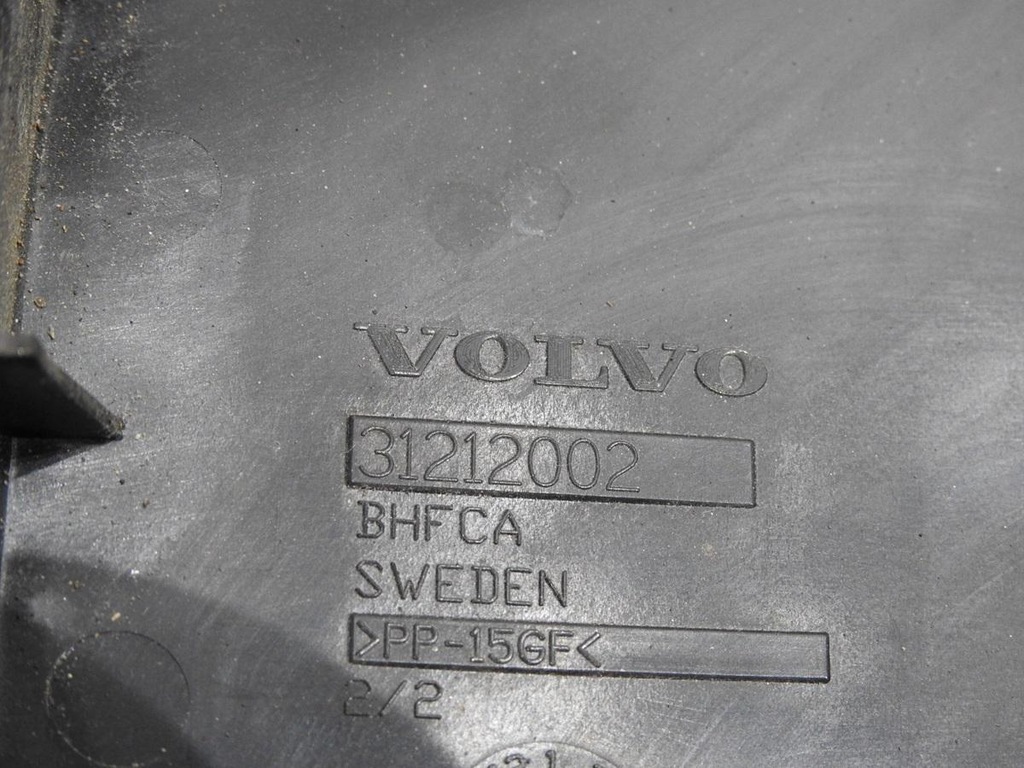 VOLVO
31212002
BHFCA
SWEDEN
>PP-15GF<
2/2